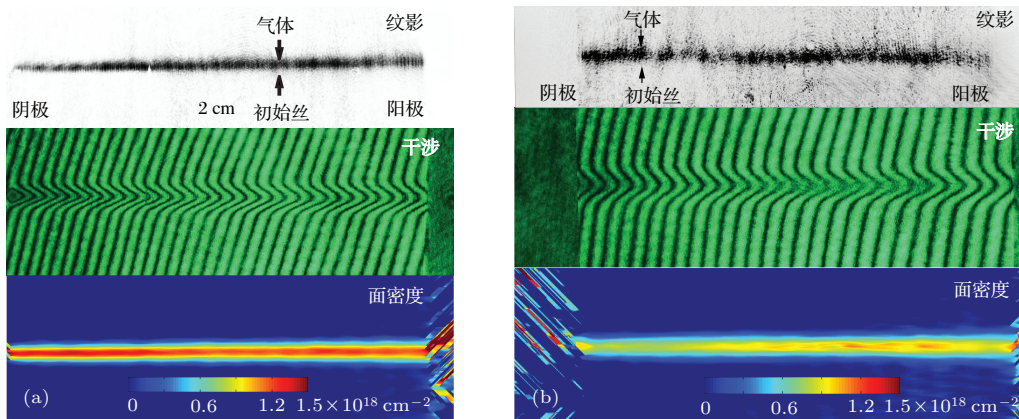 气体
纹影
阴极
2 cm
初始丝
阳极
干涉
面密度
(a)
0 0.6 1.2 1.5×10¹⁸ cm⁻²
气体
纹影
阴极
初始丝
阳极
干涉
面密度
(b)
0 0.6 1.2 1.5×10¹⁸ cm⁻²